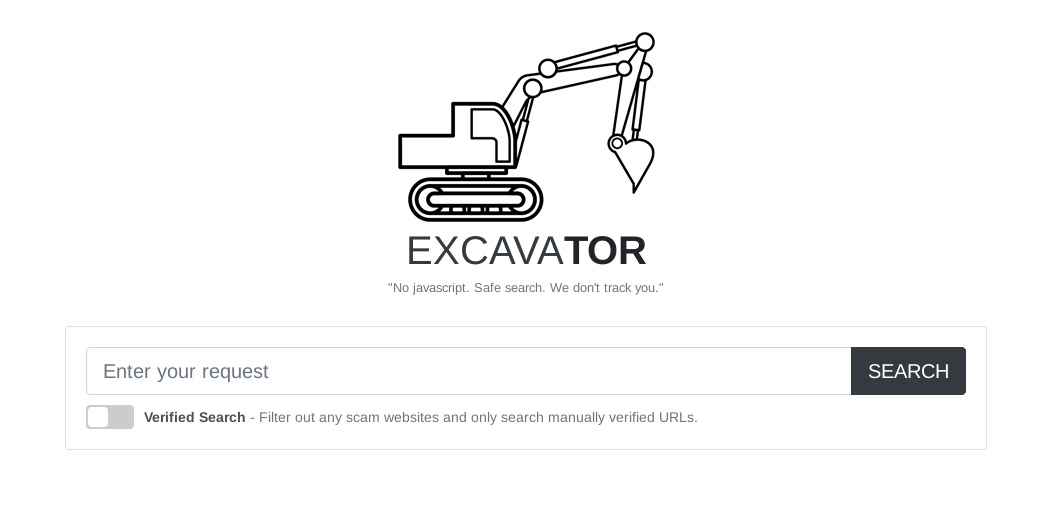 EXCAVATOR
"No javascript. Safe search. We don't track you."
Enter your request
SEARCH
Verified Search - Filter out any scam websites and only search manually verified URLs.